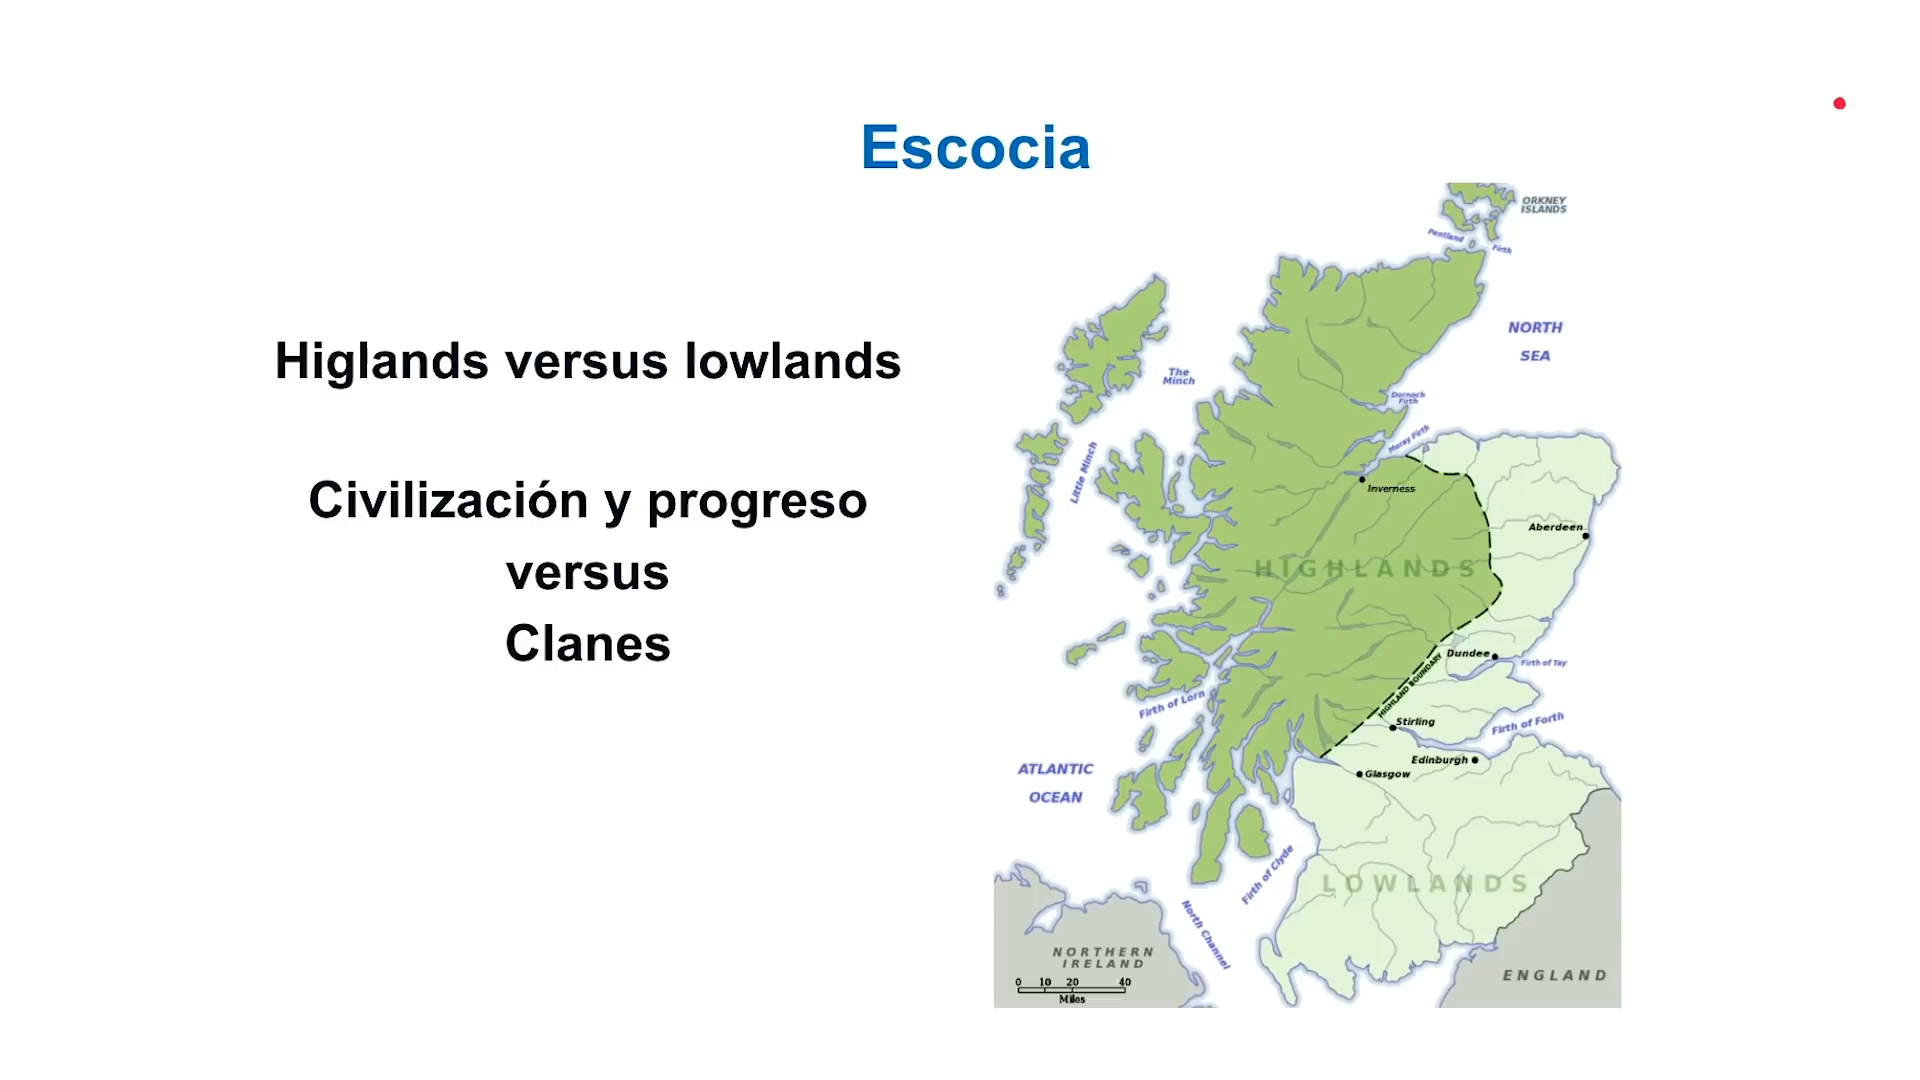 Escocia
Higlands versus lowlands
Civilización y progreso
versus
Clanes
ORKNEY
ISLANDS
Pentland
Firth
NORTH
SEA
The
Minch
Dornoch
Firth
Moray Firth
Little Minch
Inverness
Aberdeen
HIGHLANDS
Dundee
HIGHLAND BOUNDARY
Firth of Tay
Firth of Lorn
Stirling
Firth of Forth
Edinburgh
Glasgow
ATLANTIC
OCEAN
Firth of Clyde
LOWLANDS
North Channel
NORTHERN
IRELAND
ENGLAND
0 10 20 40
Miles